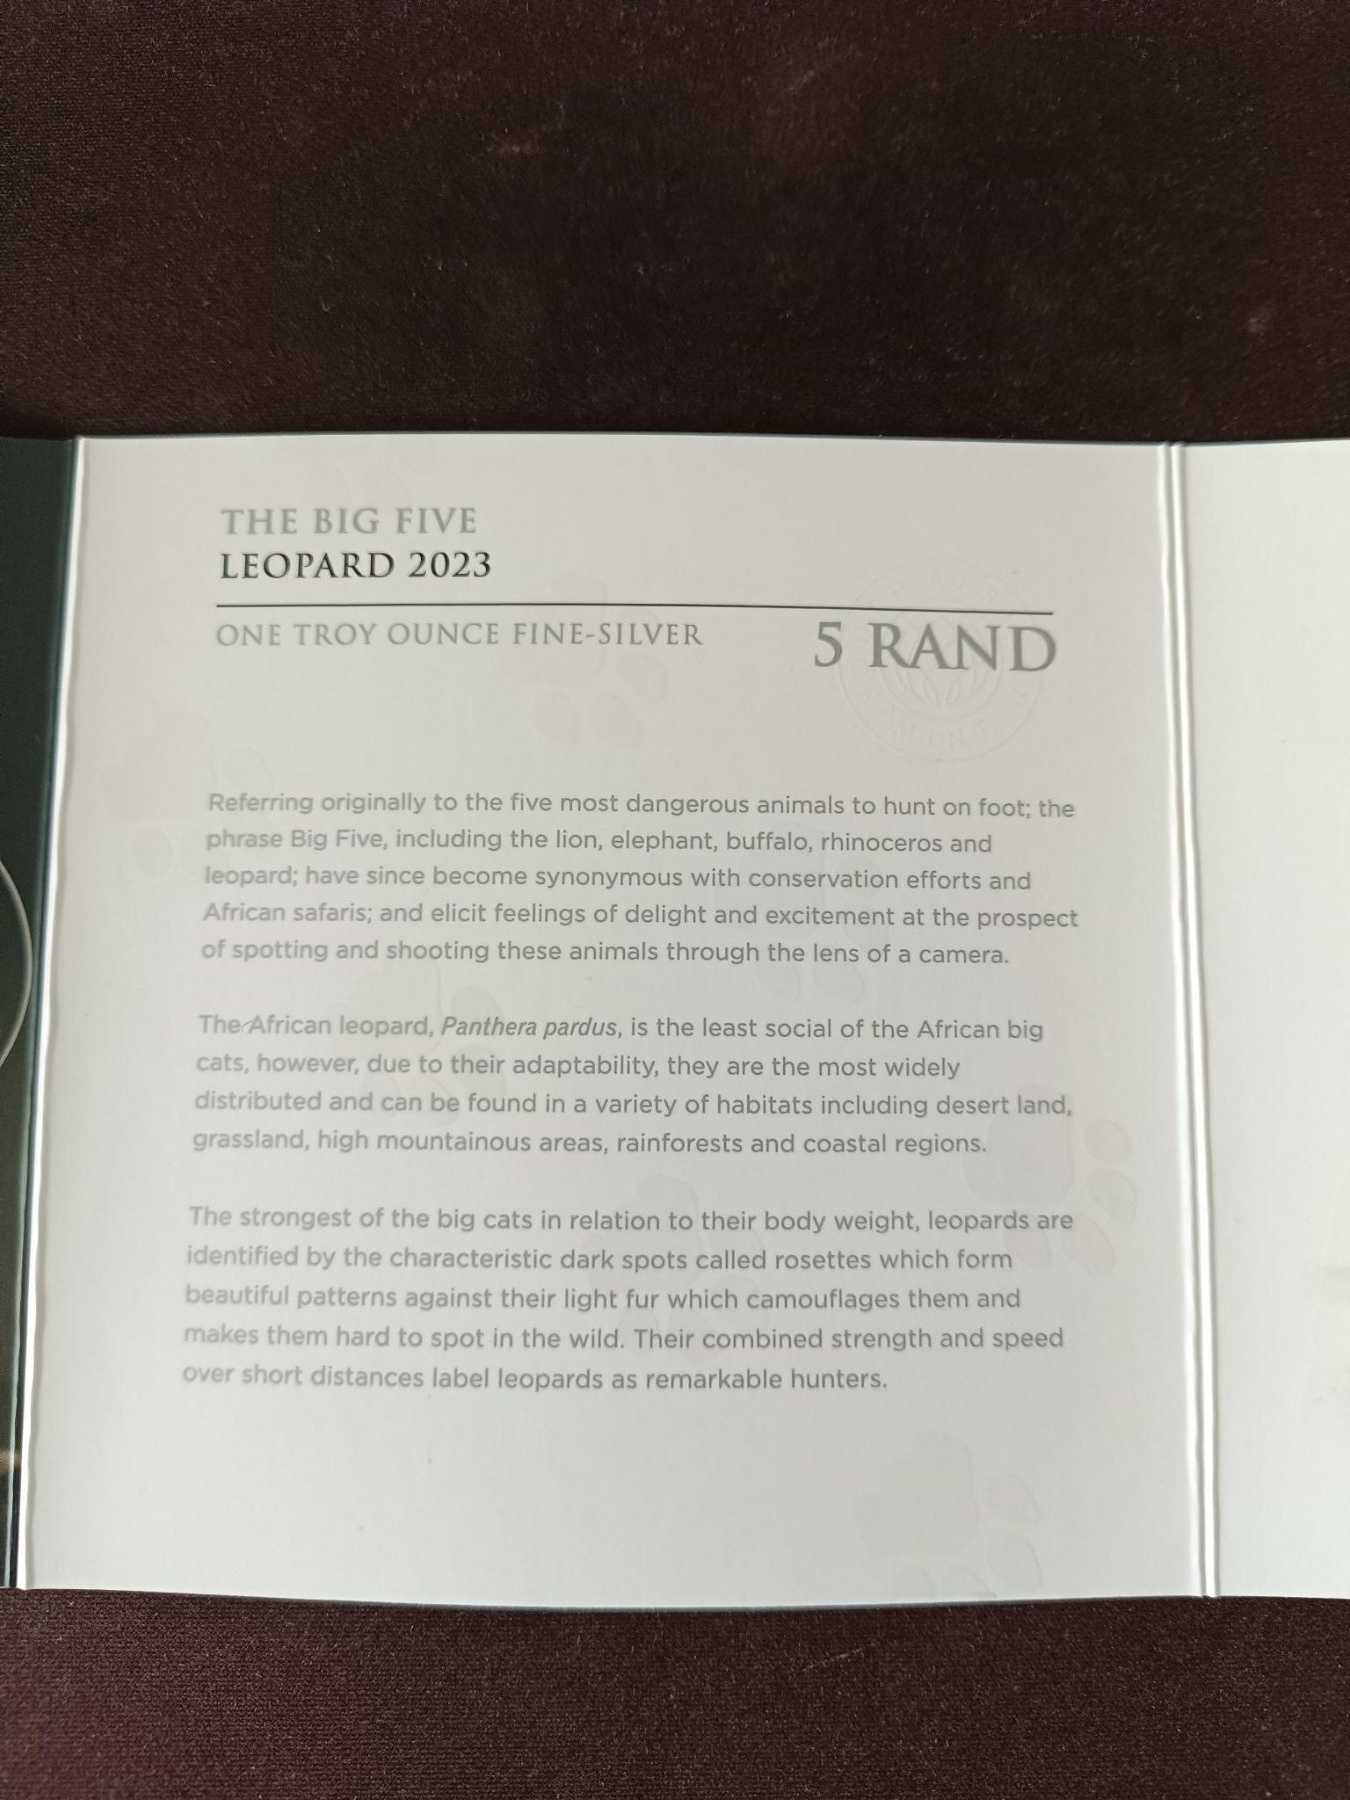 THE BIG FIVE
LEOPARD 2023
ONE TROY OUNCE FINE-SILVER
5 RAND
Referring originally to the five most dangerous animals to hunt on foot; the
phrase Big Five, including the lion, elephant, buffalo, rhinoceros and
leopard; have since become synonymous with conservation efforts and
African safaris; and elicit feelings of delight and excitement at the prospect
of spotting and shooting these animals through the lens of a camera.
The African leopard, Panthera pardus, is the least social of the African big
cats, however, due to their adaptability, they are the most widely
distributed and can be found in a variety of habitats including desert land,
grassland, high mountainous areas, rainforests and coastal regions.
The strongest of the big cats in relation to their body weight, leopards are
identified by the characteristic dark spots called rosettes which form
beautiful patterns against their light fur which camouflages them and
makes them hard to spot in the wild. Their combined strength and speed
over short distances label leopards as remarkable hunters.